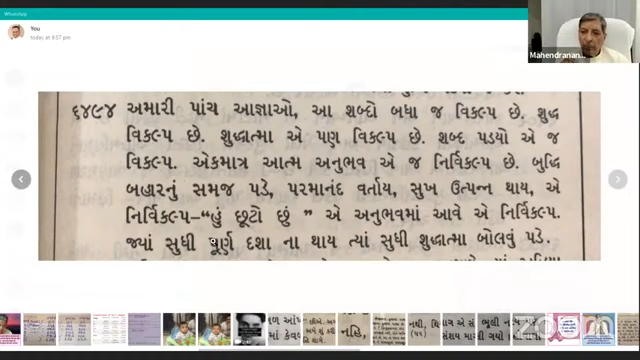 WhatsApp
You
today at 8:57 pm
Mahendranan...
૬૪૯૪ અમારી પાંચ આજ્ઞાઓ, આ શબ્દો બધા જ વિકલ્પ છે. શુદ્ધ
વિકલ્પ છે. શુદ્ધાત્મા એ પણ વિકલ્પ છે. શબ્દ પડયો એ જ
વિકલ્પ. એકમાત્ર આત્મ અનુભવ એ જ નિર્વિકલ્પ છે. બુદ્ધિ
બહારનું સમજ પડે, પરમાનંદ વર્તાય, સુખ ઉત્પન્ન થાય, એ
નિર્વિકલ્પ-“હું છૂટો છું ” એ અનુભવમાં આવે એ નિર્વિકલ્પ.
જ્યાં સુધી પૂર્ણ દશા ના થાય ત્યાં સુધી શુદ્ધાત્મા બોલવું પડે.
zoom